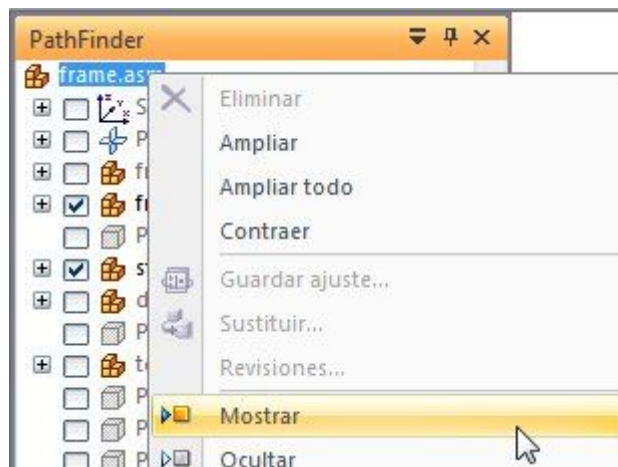 PathFinder
frame.asm
Eliminar
Ampliar
Ampliar todo
Contraer
Guardar ajuste...
Sustituir...
Revisiones...
Mostrar
Ocultar